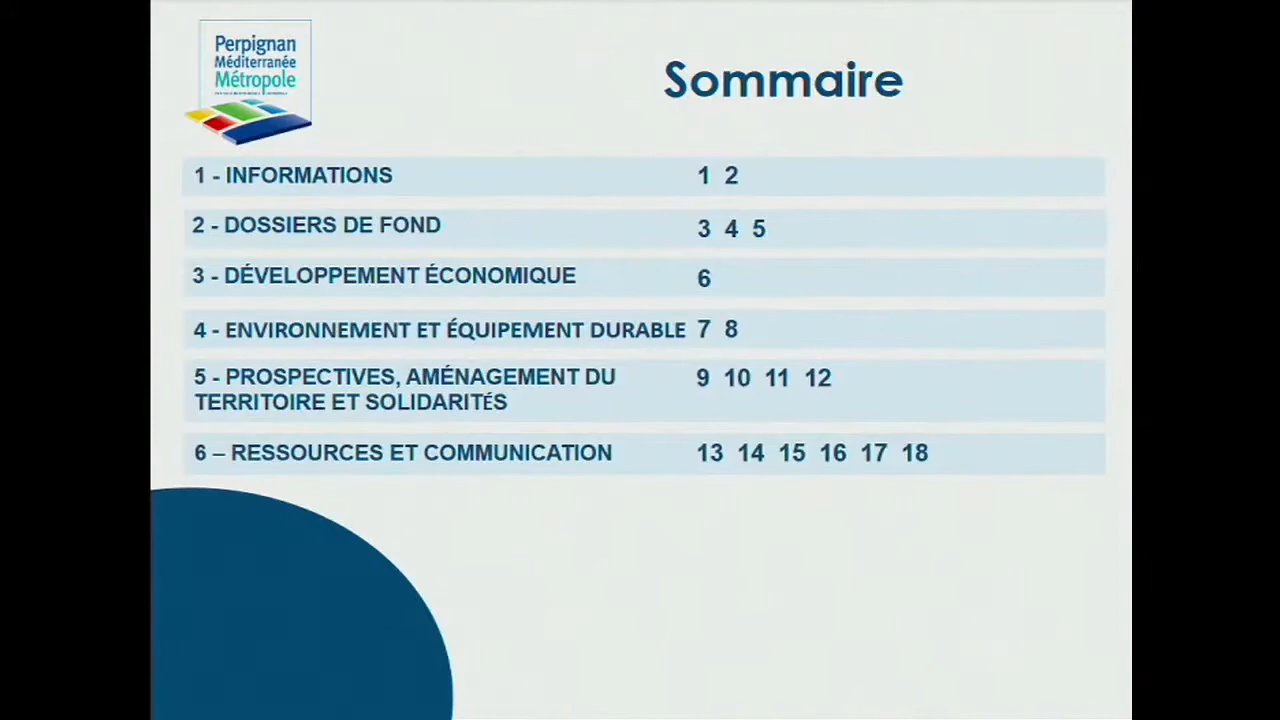 Perpignan
Méditerranée
Métropole
Sommaire
1 - INFORMATIONS 1 2
2 - DOSSIERS DE FOND 3 4 5
3 - DÉVELOPPEMENT ÉCONOMIQUE 6
4 - ENVIRONNEMENT ET ÉQUIPEMENT DURABLE 7 8
5 - PROSPECTIVES, AMÉNAGEMENT DU 9 10 11 12
TERRITOIRE ET SOLIDARITÉS
6 – RESSOURCES ET COMMUNICATION 13 14 15 16 17 18